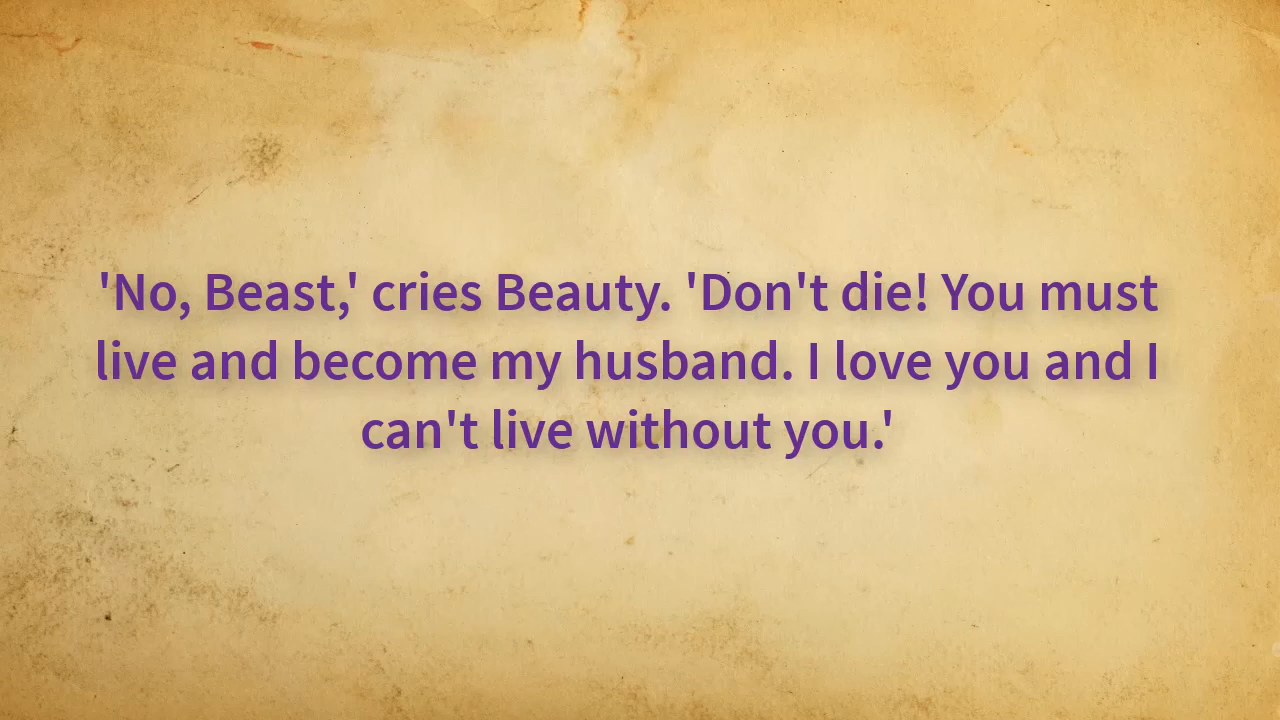 'No, Beast,' cries Beauty. 'Don't die! You must
live and become my husband. I love you and I
can't live without you.'